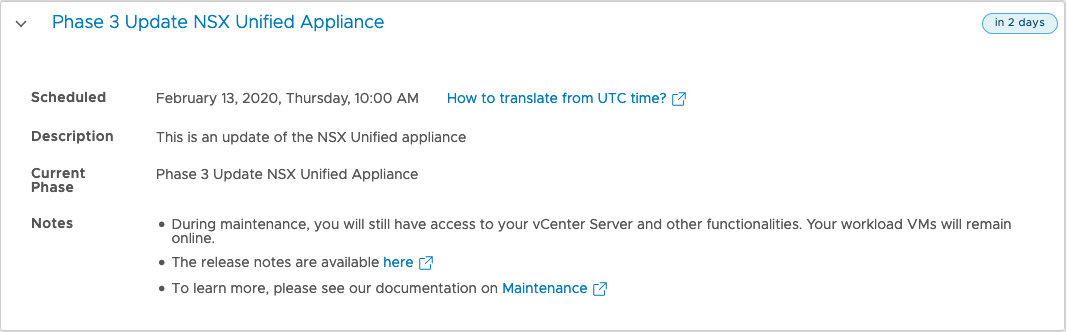 Phase 3 Update NSX Unified Appliance
in 2 days
Scheduled February 13, 2020, Thursday, 10:00 AM How to translate from UTC time?
Description This is an update of the NSX Unified appliance
Current Phase 3 Update NSX Unified Appliance
Phase
Notes • During maintenance, you will still have access to your vCenter Server and other functionalities. Your workload VMs will remain
online.
• The release notes are available here
• To learn more, please see our documentation on Maintenance